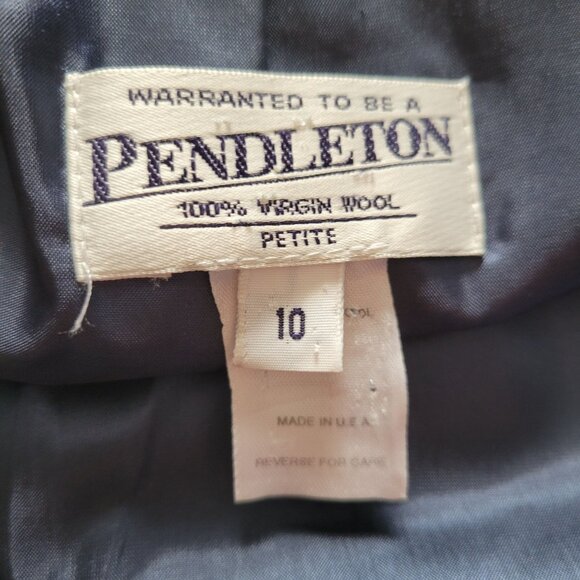 WARRANTED TO BE A
PENDLETON
100% VIRGIN WOOL
PETITE
10
MADE IN U.S.A.
REVERSE FOR CARE